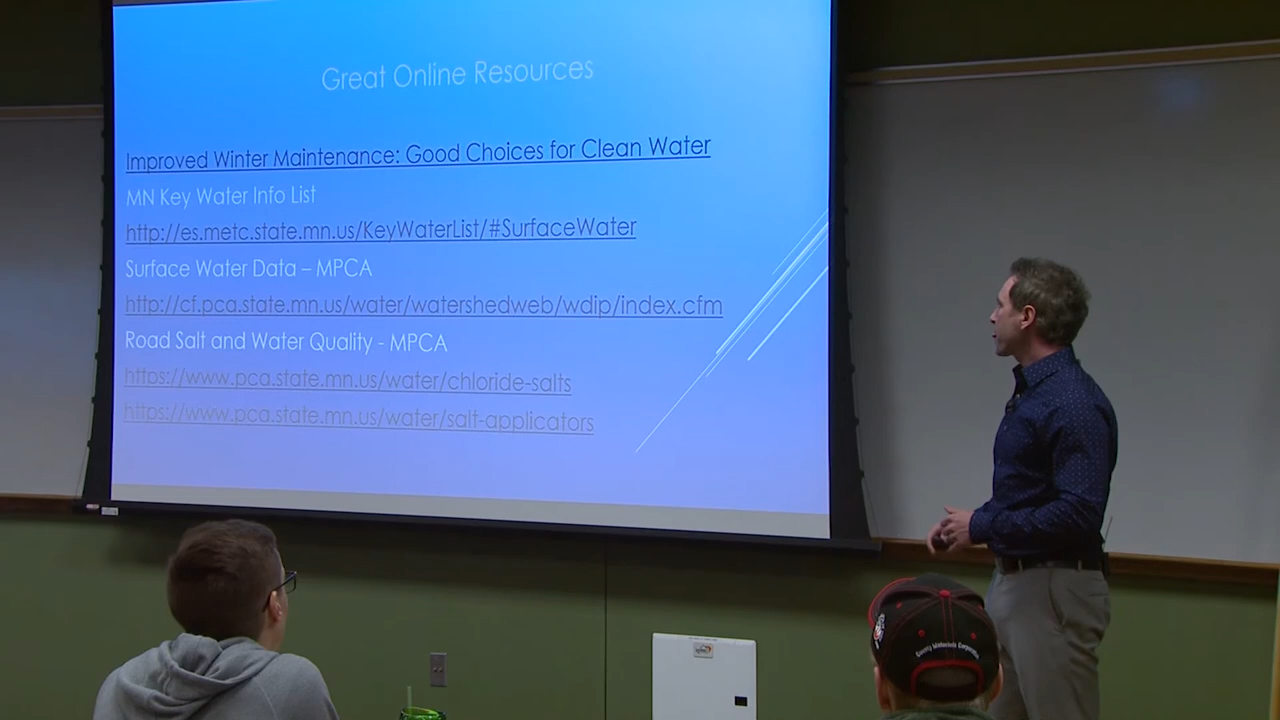 Great Online Resources
Improved Winter Maintenance: Good Choices for Clean Water
MN Key Water Info List
http://es.metc.state.mn.us/KeyWaterList/#SurfaceWater
Surface Water Data – MPCA
http://cf.pca.state.mn.us/water/watershedweb/wdip/index.cfm
Road Salt and Water Quality - MPCA
https://www.pca.state.mn.us/water/chloride-salts
https://www.pca.state.mn.us/water/salt-applicators
County Materials Corporation